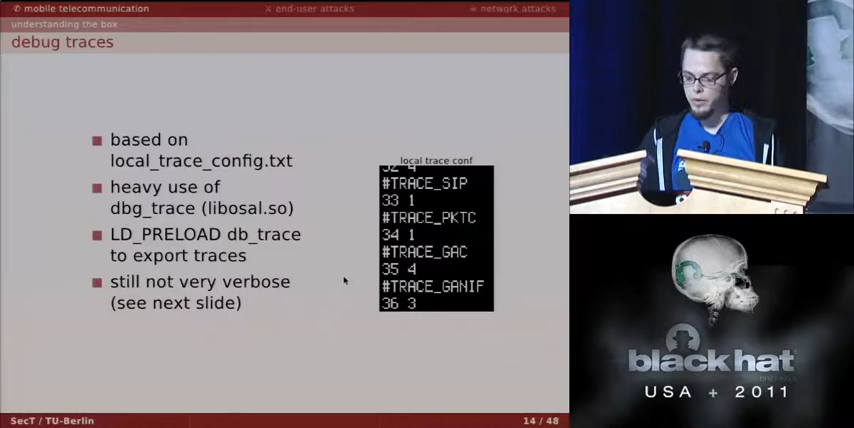 mobile telecommunication
end-user attacks
network attacks
understanding the box
debug traces
based on
local_trace_config.txt
heavy use of
dbg_trace (libosal.so)
LD_PRELOAD db_trace
to export traces
still not very verbose
(see next slide)
local trace conf
32 4
#TRACE_SIP
33 1
#TRACE_PKTC
34 1
#TRACE_GAC
35 4
#TRACE_GANIF
36 3
SecT / TU-Berlin
14 / 48
black hat
BRIEFINGS
USA + 2011